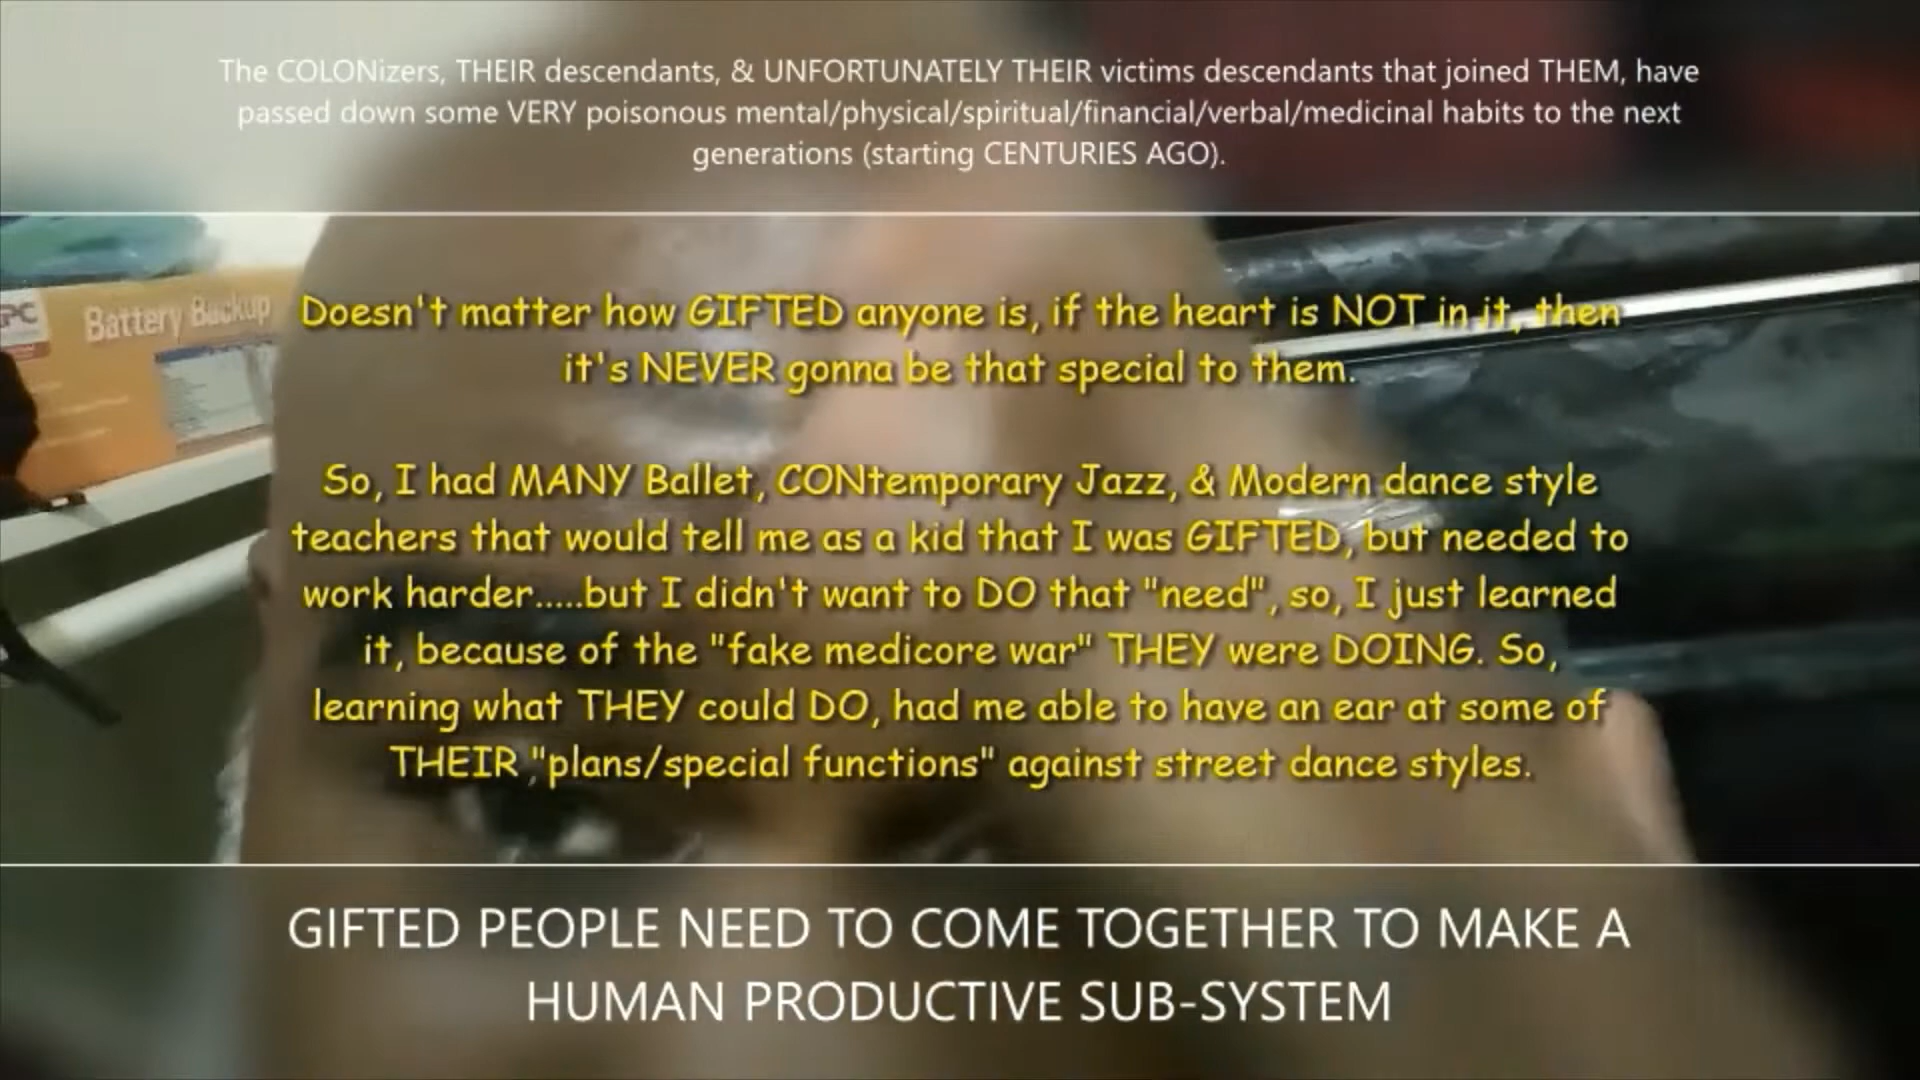 The COLONizers, THEIR descendants, & UNFORTUNATELY THEIR victims descendants that joined THEM, have
passed down some VERY poisonous mental/physical/spiritual/financial/verbal/medicinal habits to the next
generations (starting CENTURIES AGO).
PC
Battery Backup
Doesn't matter how GIFTED anyone is, if the heart is NOT in it, then
it's NEVER gonna be that special to them.
So, I had MANY Ballet, CONtemporary Jazz, & Modern dance style
teachers that would tell me as a kid that I was GIFTED, but needed to
work harder.....but I didn't want to DO that "need", so, I just learned
it, because of the "fake medicore war" THEY were DOING. So,
learning what THEY could DO, had me able to have an ear at some of
THEIR ,"plans/special functions" against street dance styles.
GIFTED PEOPLE NEED TO COME TOGETHER TO MAKE A
HUMAN PRODUCTIVE SUB-SYSTEM